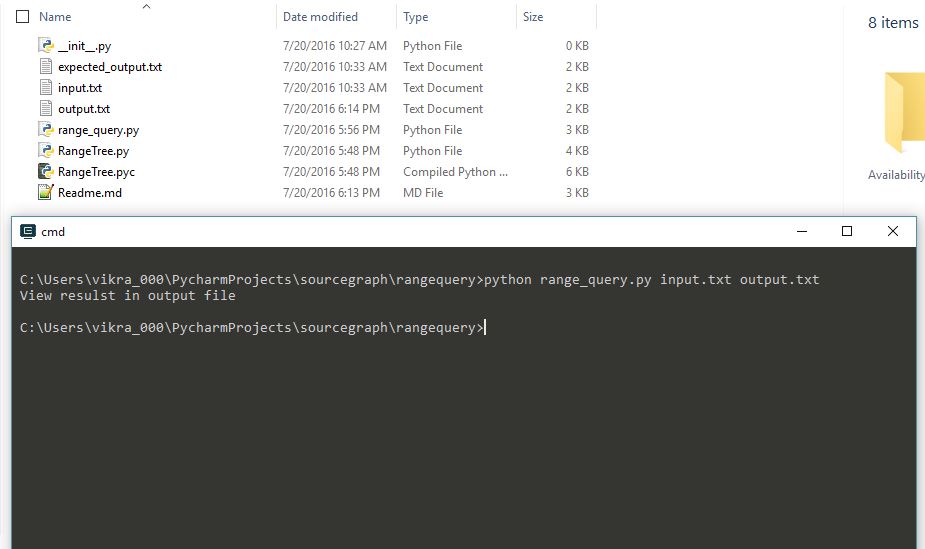 Name Date modified Type Size
8 items
__init__.py 7/20/2016 10:27 AM Python File 0 KB
expected_output.txt 7/20/2016 10:33 AM Text Document 2 KB
input.txt 7/20/2016 10:33 AM Text Document 2 KB
output.txt 7/20/2016 6:14 PM Text Document 2 KB
range_query.py 7/20/2016 5:56 PM Python File 3 KB
RangeTree.py 7/20/2016 5:48 PM Python File 4 KB
RangeTree.pyc 7/20/2016 5:48 PM Compiled Python ... 6 KB
Availability
Readme.md 7/20/2016 6:13 PM MD File 3 KB
cmd
C:\Users\vikra_000\PycharmProjects\sourcegraph\rangequery>python range_query.py input.txt output.txt
View resulst in output file
C:\Users\vikra_000\PycharmProjects\sourcegraph\rangequery>